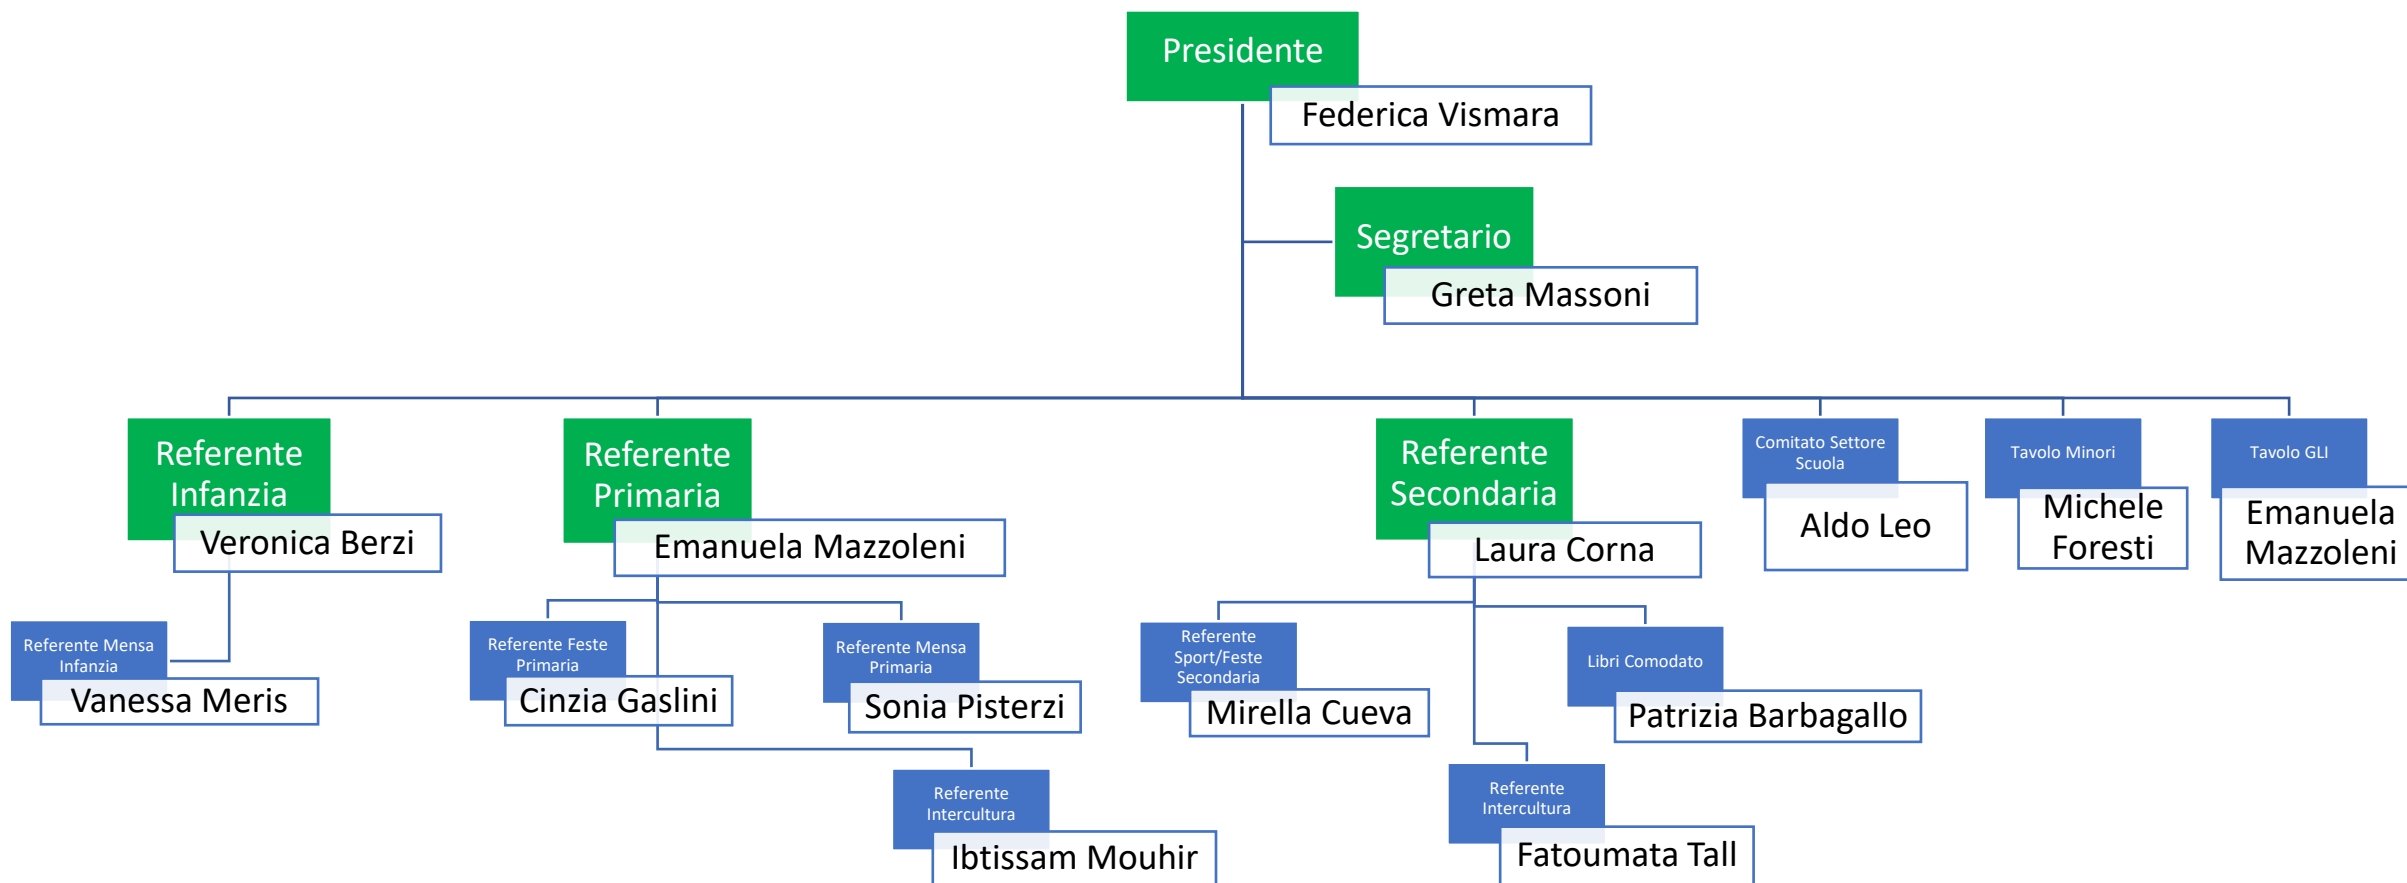 Presidente
Federica Vismara
Segretario
Greta Massoni
Referente
Infanzia
Veronica Berzi
Referente
Primaria
Emanuela Mazzoleni
Referente
Secondaria
Laura Corna
Comitato Settore
Scuola
Aldo Leo
Tavolo Minori
Michele
Foresti
Tavolo GLI
Emanuela
Mazzoleni
Referente Mensa
Infanzia
Vanessa Meris
Referente Feste
Primaria
Cinzia Gaslini
Referente Mensa
Primaria
Sonia Pisterzi
Referente
Sport/Feste
Secondaria
Mirella Cueva
Libri Comodato
Patrizia Barbagallo
Referente
Intercultura
Ibtissam Mouhir
Referente
Intercultura
Fatoumata Tall